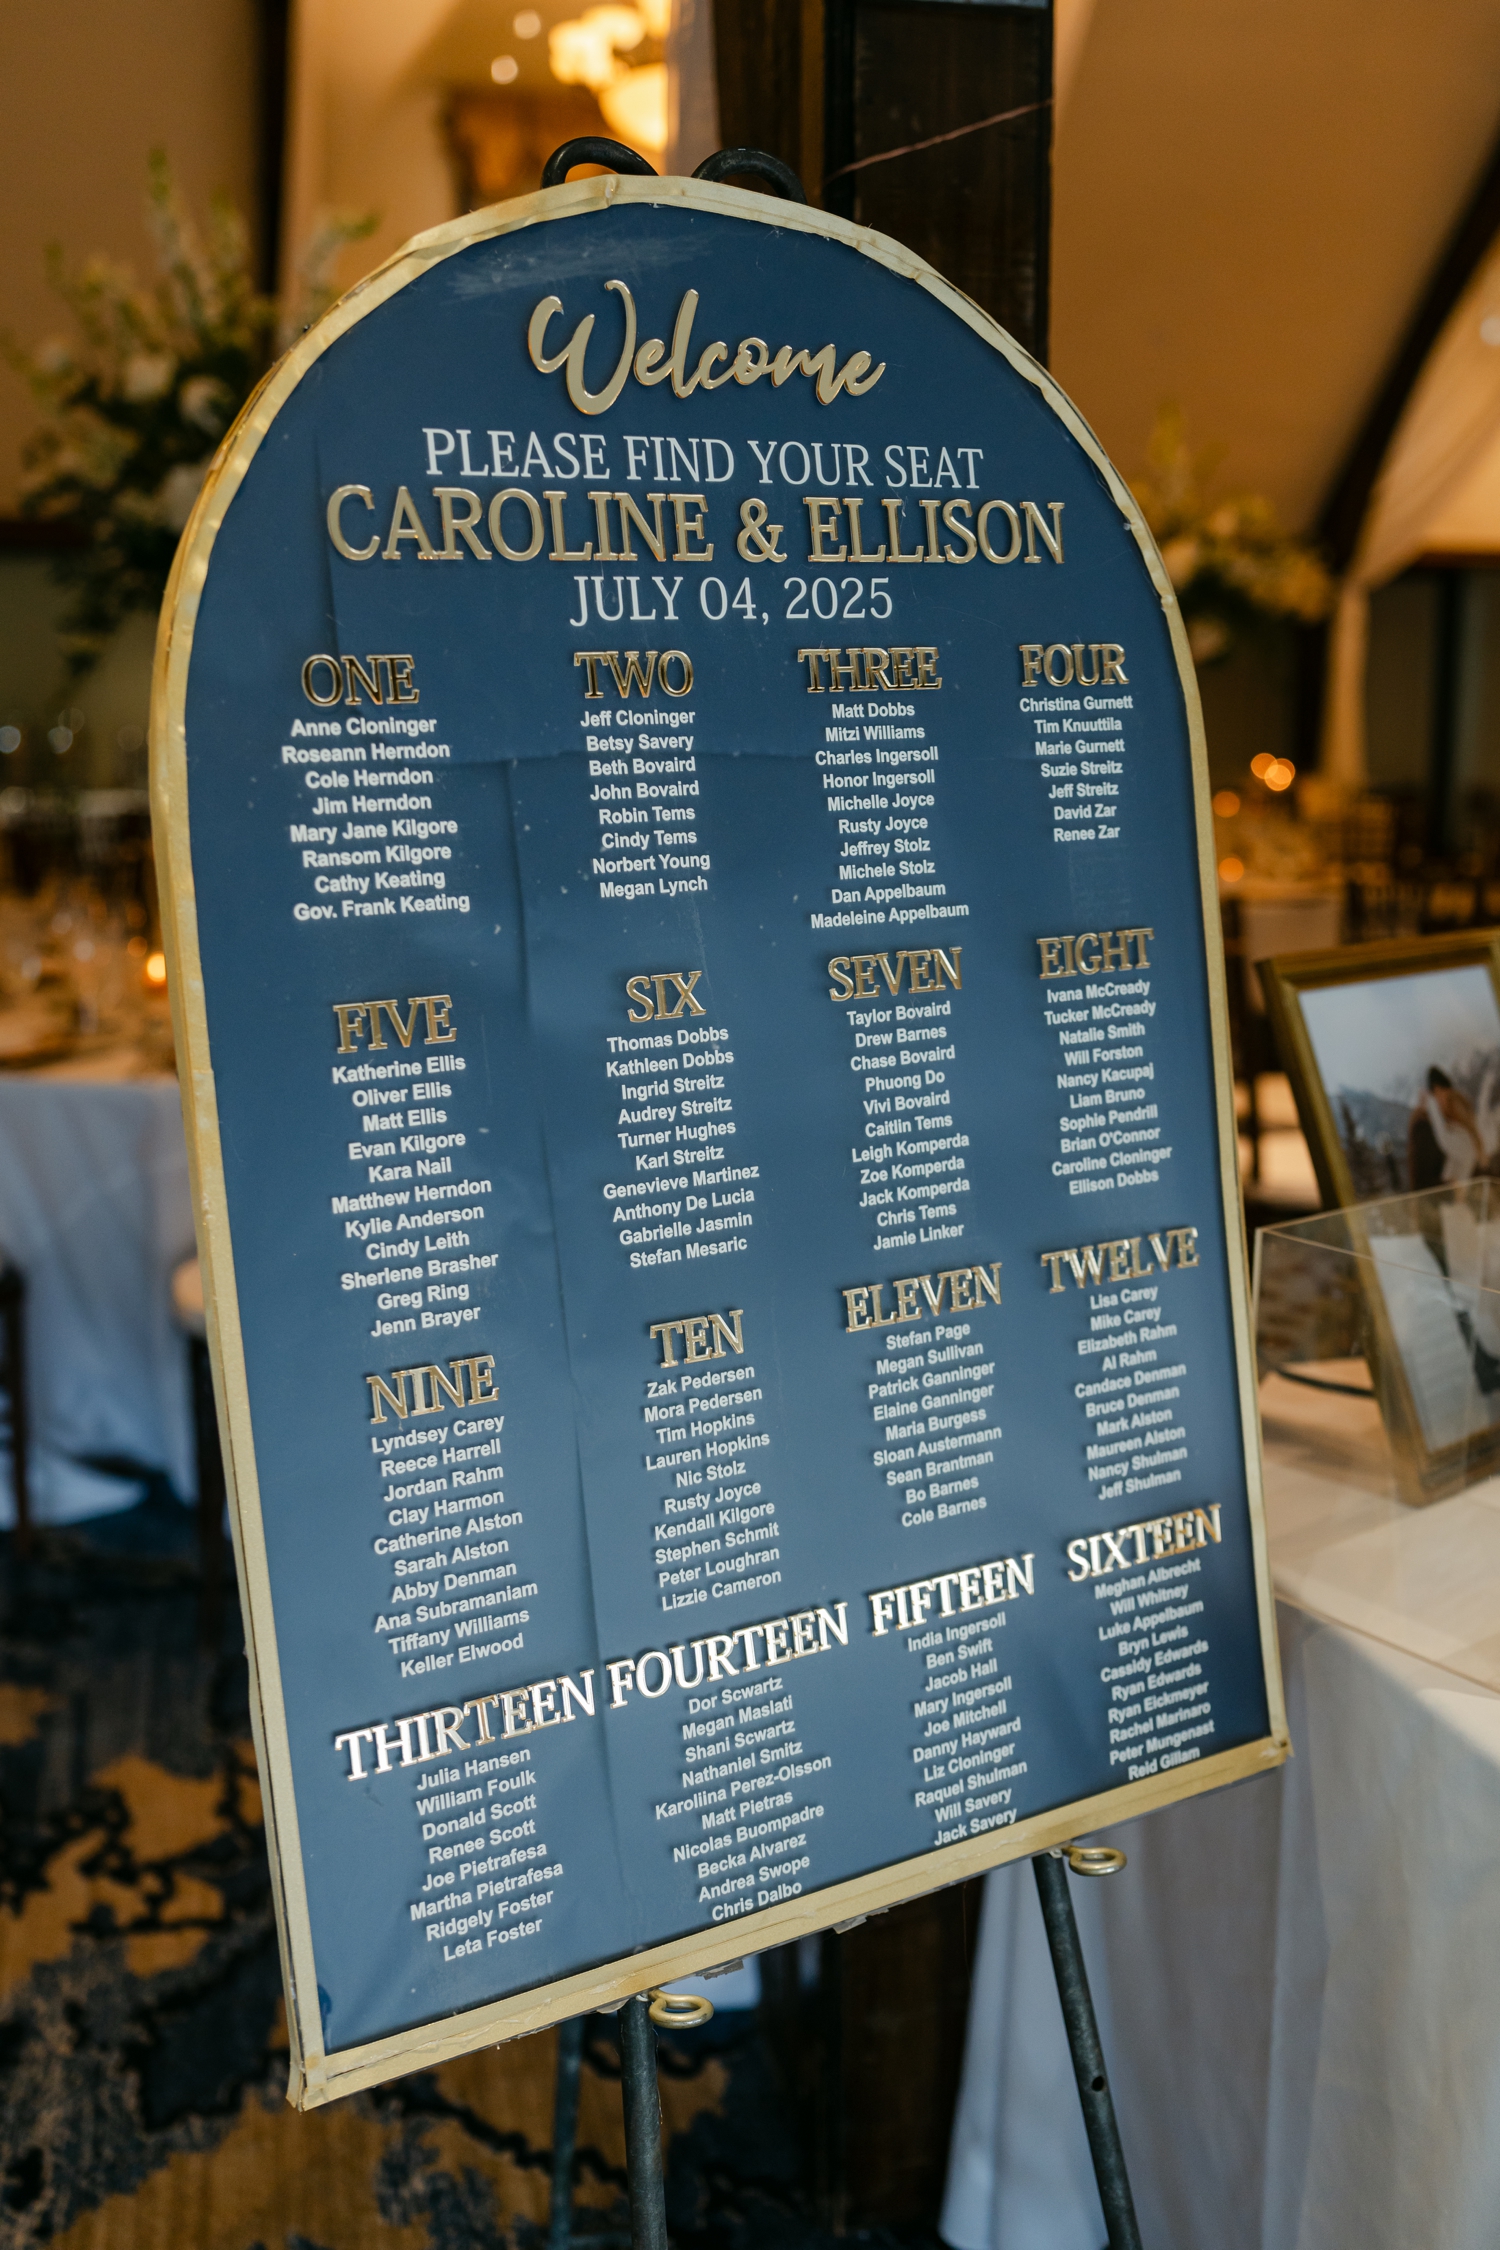 Welcome
PLEASE FIND YOUR SEAT
CAROLINE & ELLISON
JULY 04, 2025
ONE
Anne Cloninger
Roseann Herndon
Cole Herndon
Jim Herndon
Mary Jane Kilgore
Ransom Kilgore
Cathy Keating
Gov. Frank Keating
TWO
Jeff Cloninger
Betsy Savery
Beth Bovaird
John Bovaird
Robin Tems
Cindy Tems
Norbert Young
Megan Lynch
THREE
Matt Dobbs
Mitzi Williams
Charles Ingersoll
Honor Ingersoll
Michelle Joyce
Rusty Joyce
Jeffrey Stolz
Michele Stolz
Dan Appelbaum
Madeleine Appelbaum
FOUR
Christina Gurnett
Tim Knuuttila
Marie Gurnett
Suzie Streitz
Jeff Streitz
David Zar
Renee Zar
FIVE
Katherine Ellis
Oliver Ellis
Matt Ellis
Evan Kilgore
Kara Nail
Matthew Herndon
Kylie Anderson
Cindy Leith
Sherlene Brasher
Greg Ring
Jenn Brayer
SIX
Thomas Dobbs
Kathleen Dobbs
Ingrid Streitz
Audrey Streitz
Turner Hughes
Karl Streitz
Genevieve Martinez
Anthony De Lucia
Gabrielle Jasmin
Stefan Mesaric
SEVEN
Taylor Bovaird
Drew Barnes
Chase Bovaird
Phuong Do
Vivi Bovaird
Caitlin Tems
Leigh Komperda
Zoe Komperda
Jack Komperda
Chris Tems
Jamie Linker
EIGHT
Ivana McCready
Tucker McCready
Natalie Smith
Will Forston
Nancy Kacupaj
Liam Bruno
Sophie Pendrill
Brian O'Connor
Caroline Cloninger
Ellison Dobbs
NINE
Lyndsey Carey
Reece Harrell
Jordan Rahm
Clay Harmon
Catherine Alston
Sarah Alston
Abby Denman
Ana Subramaniam
Tiffany Williams
Keller Elwood
TEN
Zak Pedersen
Mora Pedersen
Tim Hopkins
Lauren Hopkins
Nic Stolz
Rusty Joyce
Kendall Kilgore
Stephen Schmit
Peter Loughran
Lizzie Cameron
ELEVEN
Stefan Page
Megan Sullivan
Patrick Ganninger
Elaine Ganninger
Maria Burgess
Sloan Austermann
Sean Brantman
Bo Barnes
Cole Barnes
TWELVE
Lisa Carey
Mike Carey
Elizabeth Rahm
Al Rahm
Candace Denman
Bruce Denman
Mark Alston
Maureen Alston
Nancy Shulman
Jeff Shulman
THIRTEEN
Julia Hansen
William Foulk
Donald Scott
Renee Scott
Joe Pietrafesa
Martha Pietrafesa
Ridgely Foster
Leta Foster
FOURTEEN
Dor Scwartz
Megan Maslati
Shani Scwartz
Nathaniel Smitz
Karoliina Perez-Olsson
Matt Pietras
Nicolas Buompadre
Becka Alvarez
Andrea Swope
Chris Dalbo
FIFTEEN
India Ingersoll
Ben Swift
Jacob Hall
Mary Ingersoll
Joe Mitchell
Danny Hayward
Liz Cloninger
Raquel Shulman
Will Savery
Jack Savery
SIXTEEN
Meghan Albrecht
Will Whitney
Luke Appelbaum
Bryn Lewis
Cassidy Edwards
Ryan Edwards
Ryan Eickmeyer
Rachel Marinaro
Peter Mungenast
Reid Gillam